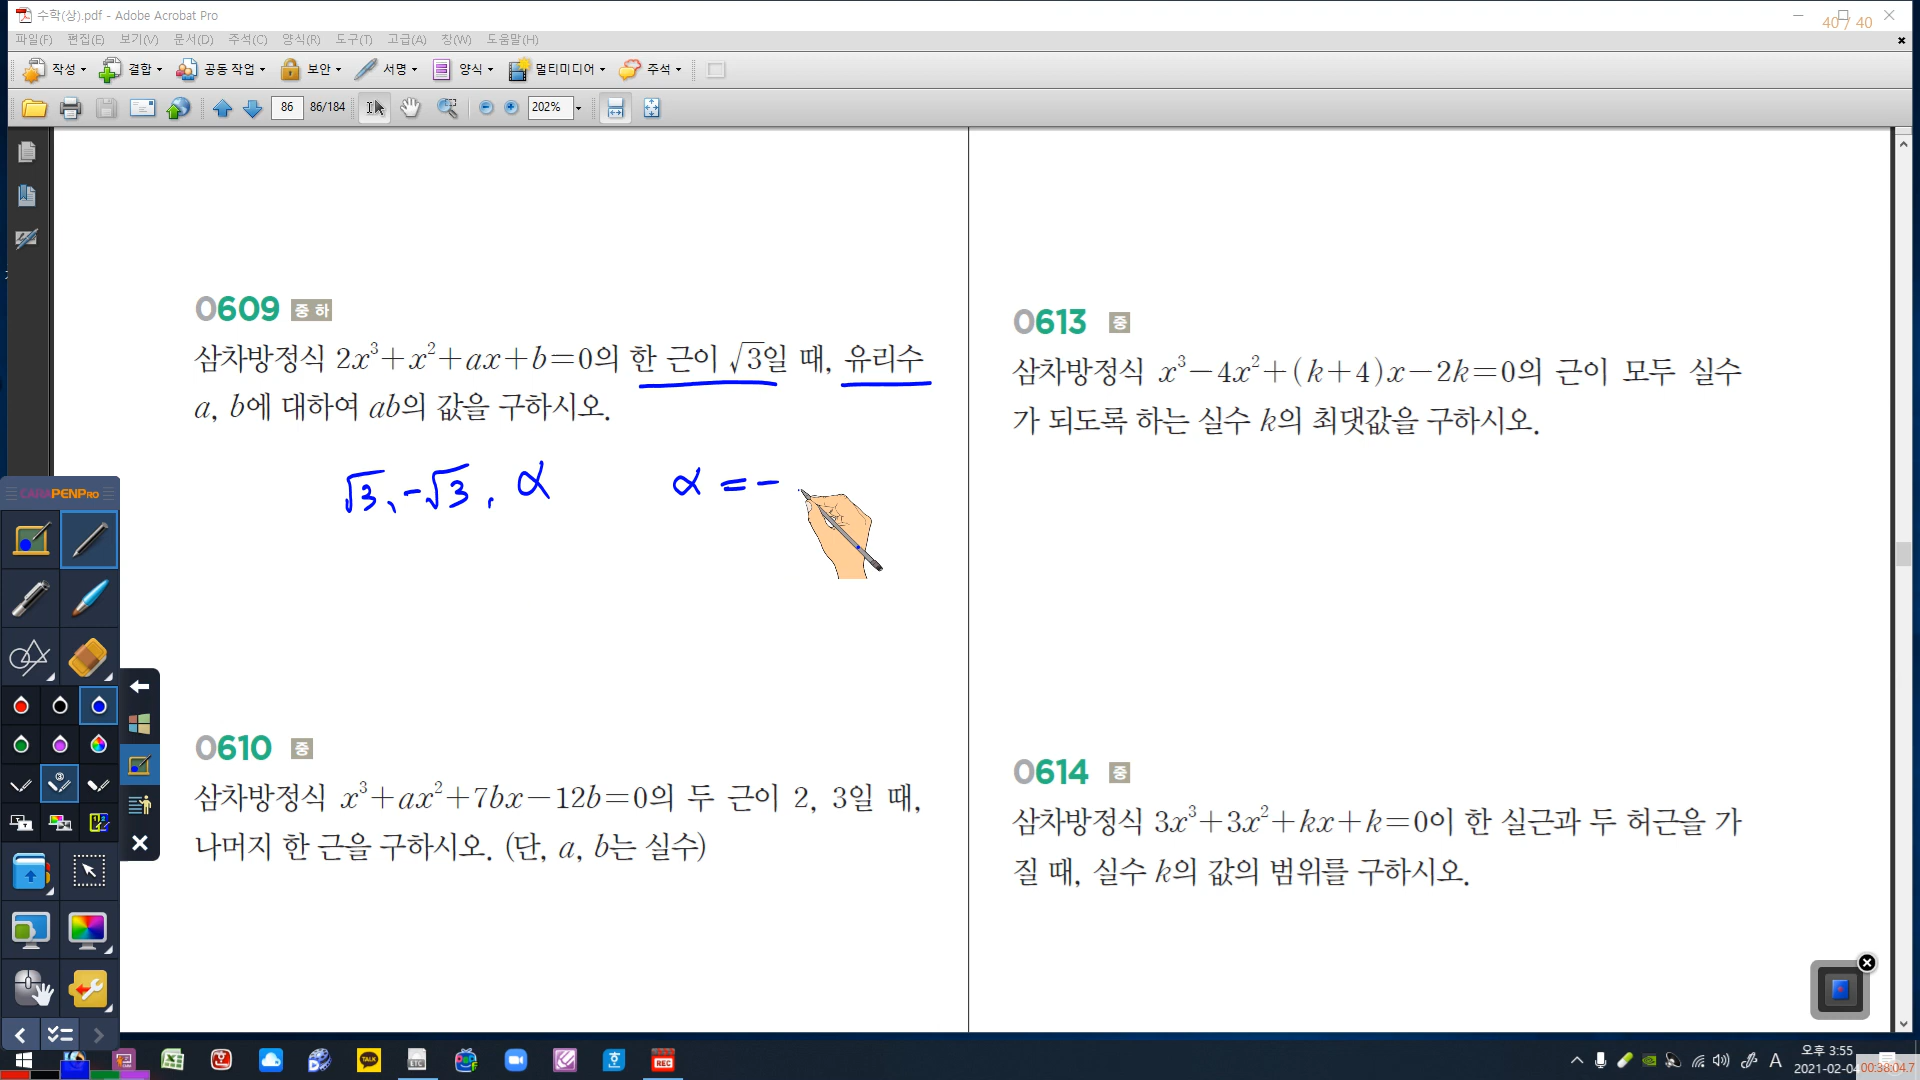 수학(상).pdf - Adobe Acrobat Pro
40 / 40
파일(F) 편집(E) 보기(V) 문서(D) 주석(C) 양식(R) 도구(T) 고급(A) 창(W) 도움말(H)
작성 결합 공동 작업 보안 서명 양식 멀티미디어 주석
86 86/184 202%
0609 중 하
삼차방정식 2x³+x²+ax+b=0의 한 근이 √3일 때, 유리수
a, b에 대하여 ab의 값을 구하시오.
√3, -√3, α α = -
0610 중
삼차방정식 x³+ax²+7bx-12b=0의 두 근이 2, 3일 때,
나머지 한 근을 구하시오. (단, a, b는 실수)
0613 중
삼차방정식 x³-4x²+(k+4)x-2k=0의 근이 모두 실수
가 되도록 하는 실수 k의 최댓값을 구하시오.
0614 중
삼차방정식 3x³+3x²+kx+k=0이 한 실근과 두 허근을 가
질 때, 실수 k의 값의 범위를 구하시오.
CARAPENPRO
TALK
REC
A
오후 3:55
2021-02-04
00:38:04.7